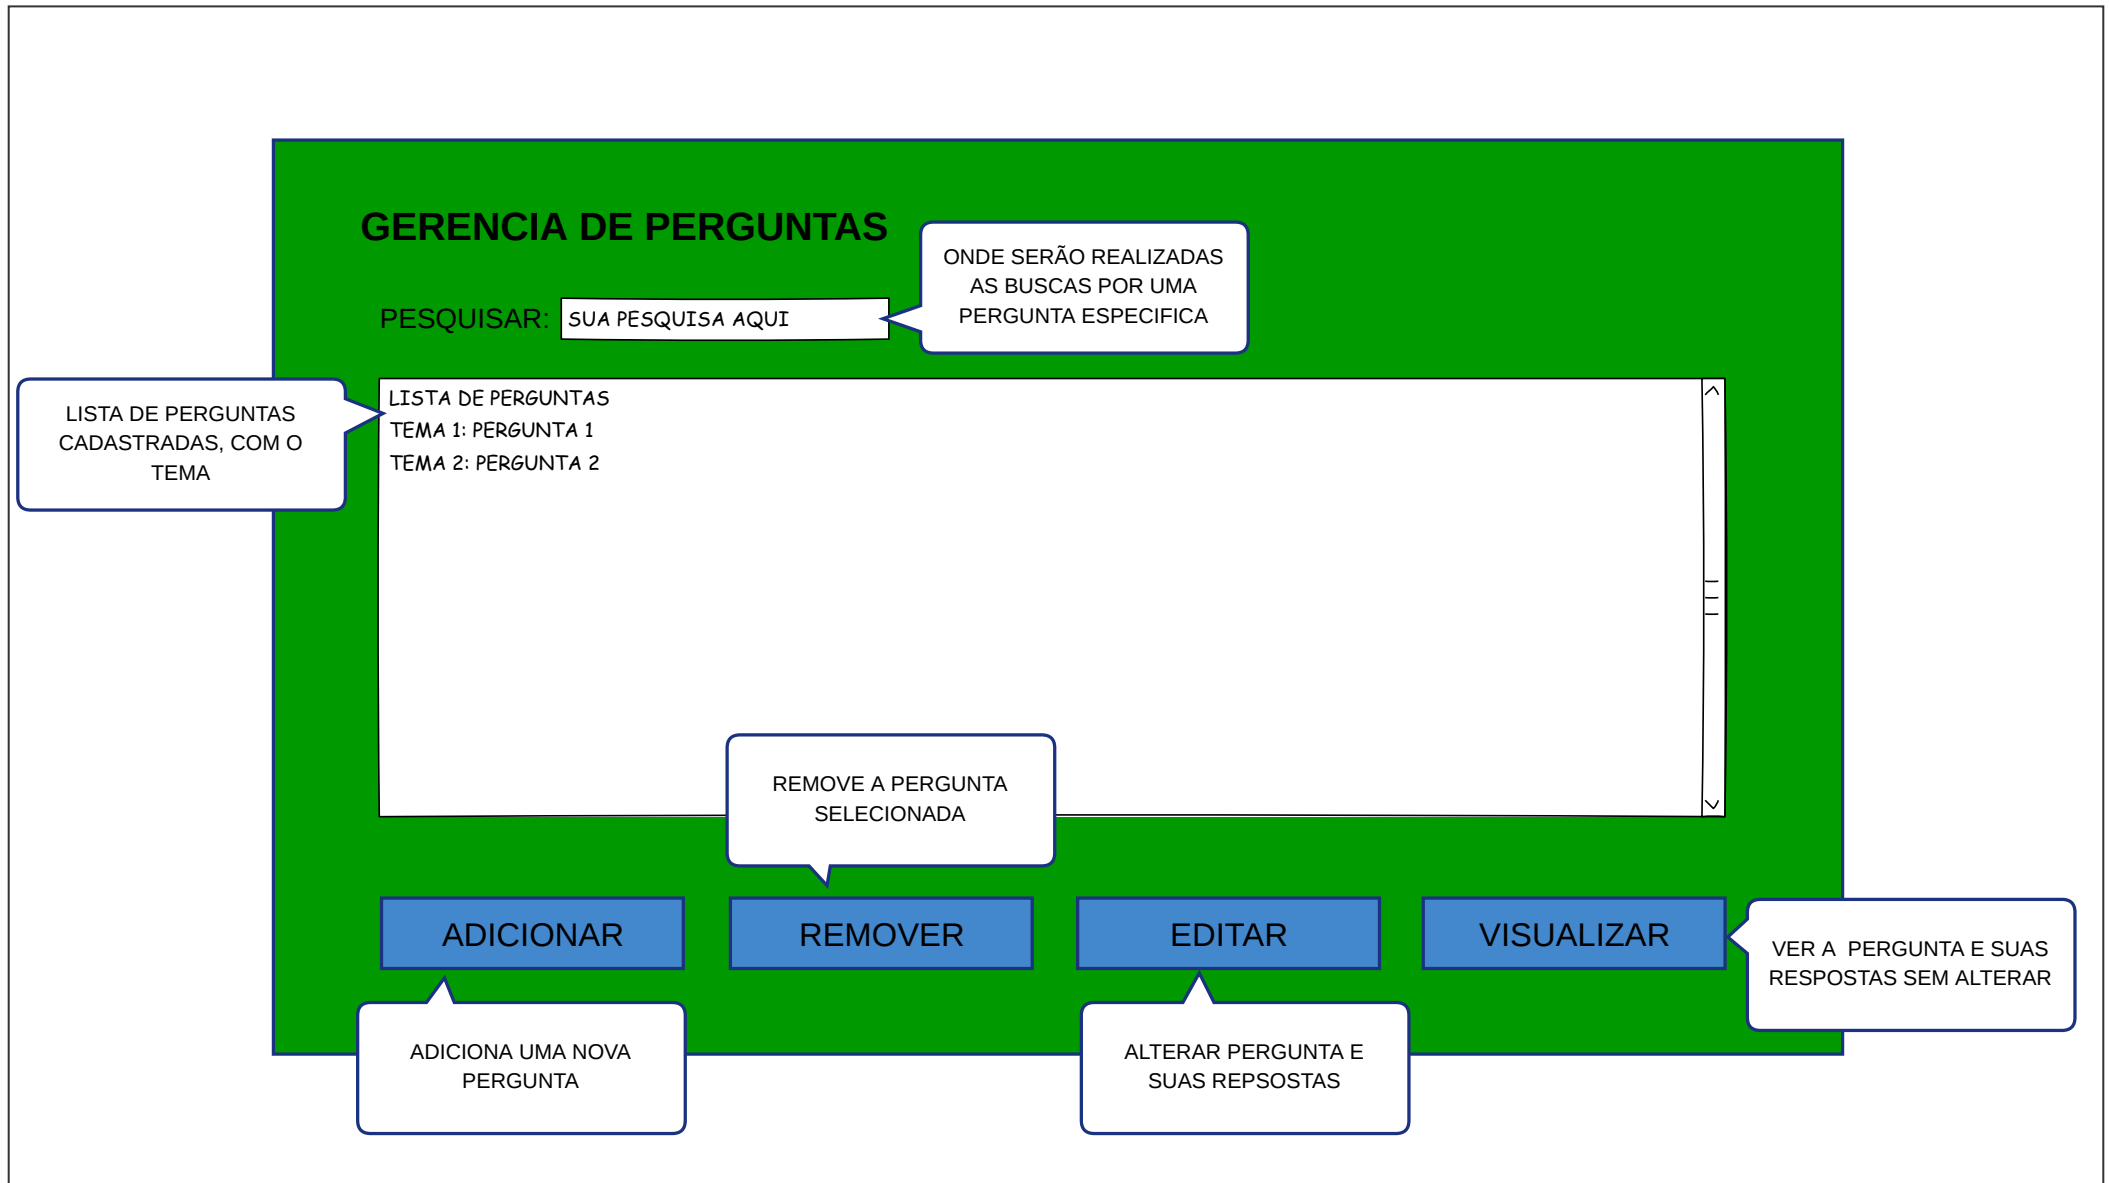 GERENCIA DE PERGUNTAS
ONDE SERÃO REALIZADAS
AS BUSCAS POR UMA
PERGUNTA ESPECIFICA
PESQUISAR:
SUA PESQUISA AQUI
LISTA DE PERGUNTAS
CADASTRADAS, COM O
TEMA
LISTA DE PERGUNTAS
TEMA 1: PERGUNTA 1
TEMA 2: PERGUNTA 2
REMOVE A PERGUNTA
SELECIONADA
ADICIONAR
REMOVER
EDITAR
VISUALIZAR
VER A  PERGUNTA E SUAS
RESPOSTAS SEM ALTERAR
ADICIONA UMA NOVA
PERGUNTA
ALTERAR PERGUNTA E
SUAS REPSOSTAS